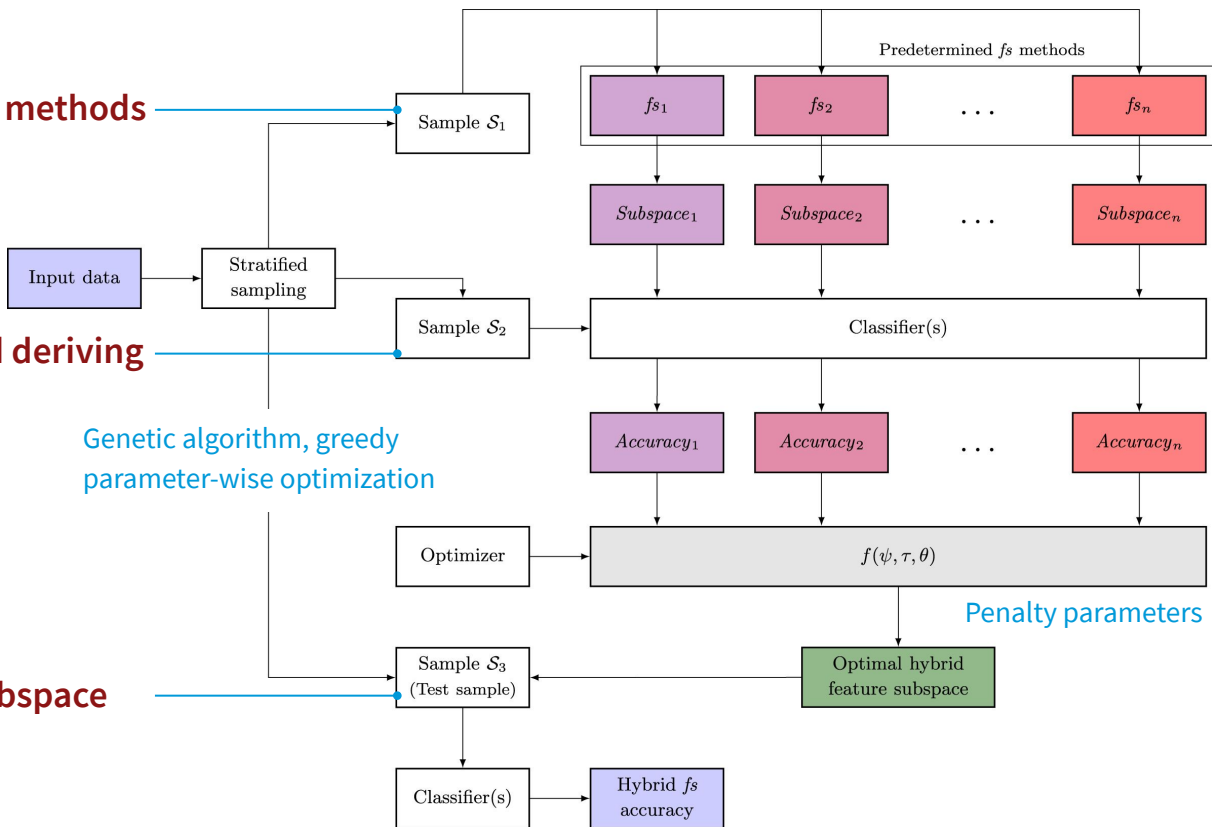 Predetermined fs methods
methods
Sample 𝒮₁
fs₁
fs₂
. . .
fsₙ
Subspace₁
Subspace₂
. . .
Subspaceₙ
Input data
Stratified
sampling
Sample 𝒮₂
Classifier(s)
deriving
Genetic algorithm, greedy
parameter-wise optimization
Accuracy₁
Accuracy₂
. . .
Accuracyₙ
Optimizer
f(ψ, τ, θ)
Penalty parameters
Sample 𝒮₃
(Test sample)
Optimal hybrid
feature subspace
bspace
Classifier(s)
Hybrid fs
accuracy